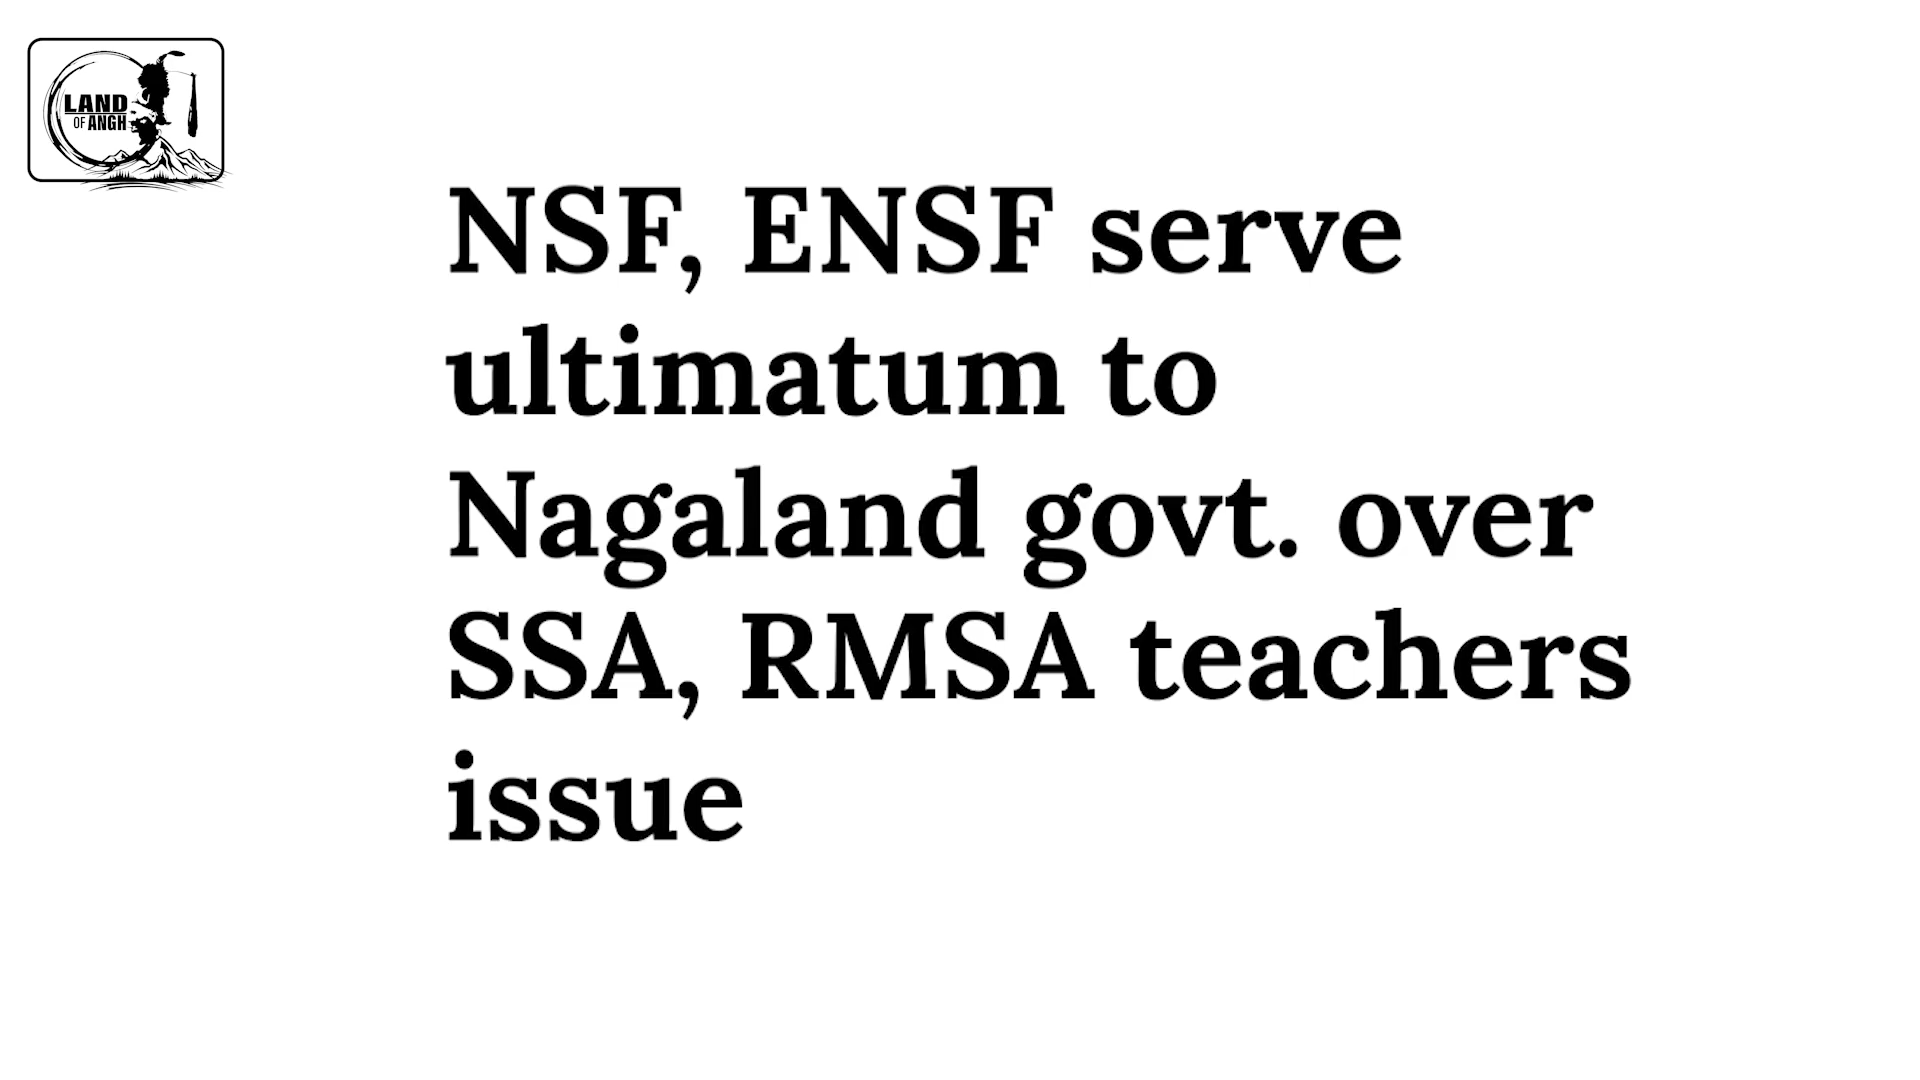 LAND
OF ANGH
NSF, ENSF serve
ultimatum to
Nagaland govt. over
SSA, RMSA teachers
issue